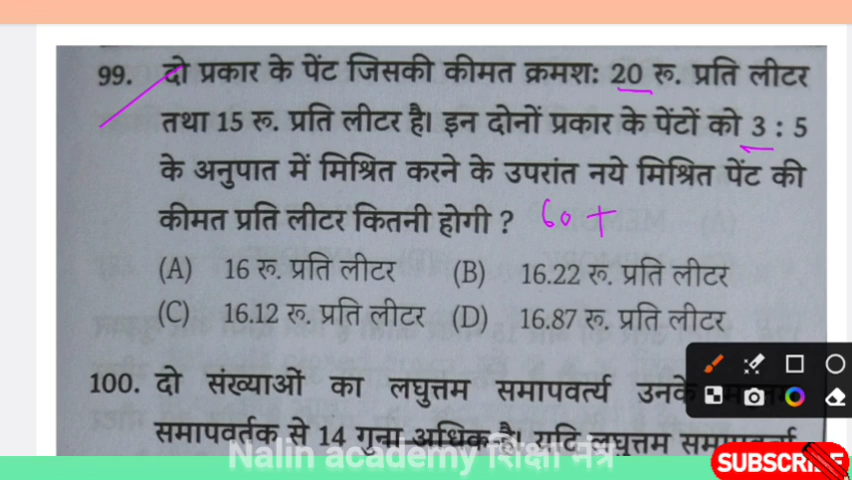 99. दो प्रकार के पेंट जिसकी कीमत क्रमश: 20 रू. प्रति लीटर
तथा 15 रू. प्रति लीटर है। इन दोनों प्रकार के पेंटों को 3 : 5
के अनुपात में मिश्रित करने के उपरांत नये मिश्रित पेंट की
कीमत प्रति लीटर कितनी होगी ? 60 +
(A) 16 रू. प्रति लीटर (B) 16.22 रू. प्रति लीटर
(C) 16.12 रू. प्रति लीटर (D) 16.87 रू. प्रति लीटर
100. दो संख्याओं का लघुत्तम समापवर्त्य उनके
समापवर्तक से 14 गुना अधिक है। यदि लघुत्तम
Nalin academy शिक्षा नंत्र
SUBSCRIBE